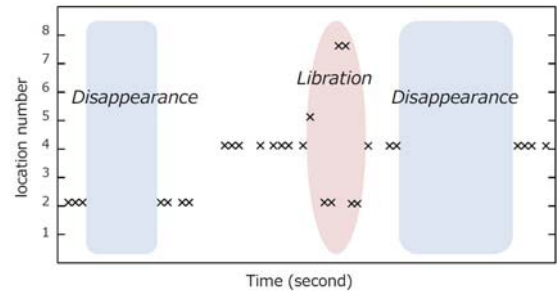 8
7
6
5
4
3
2
1
location number
Disappearance
Libration
Disappearance
Time (second)